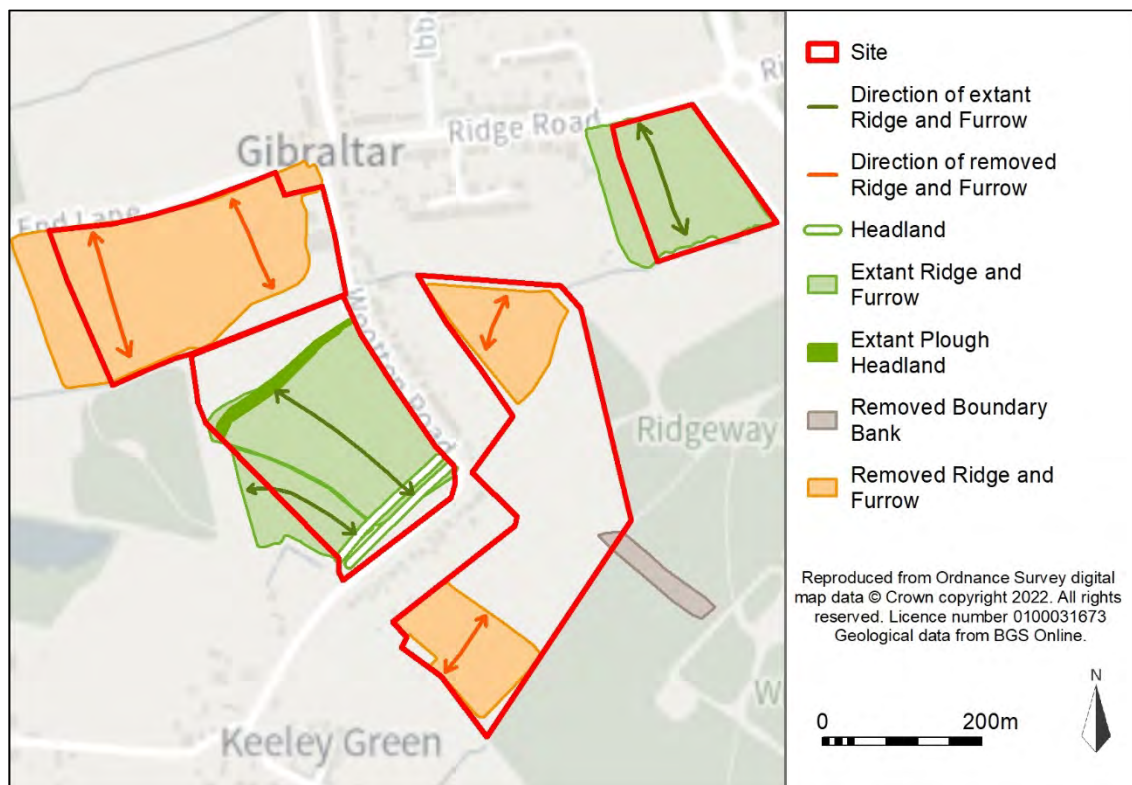 Ridge Road
Gibraltar
End Lane
Wootton Road
Ridgeway
Keeley Green
Site
Direction of extant
Ridge and Furrow
Direction of removed
Ridge and Furrow
Headland
Extant Ridge and
Furrow
Extant Plough
Headland
Removed Boundary
Bank
Removed Ridge and
Furrow
Reproduced from Ordnance Survey digital
map data © Crown copyright 2022. All rights
reserved. Licence number 0100031673
Geological data from BGS Online.
0 200m
N